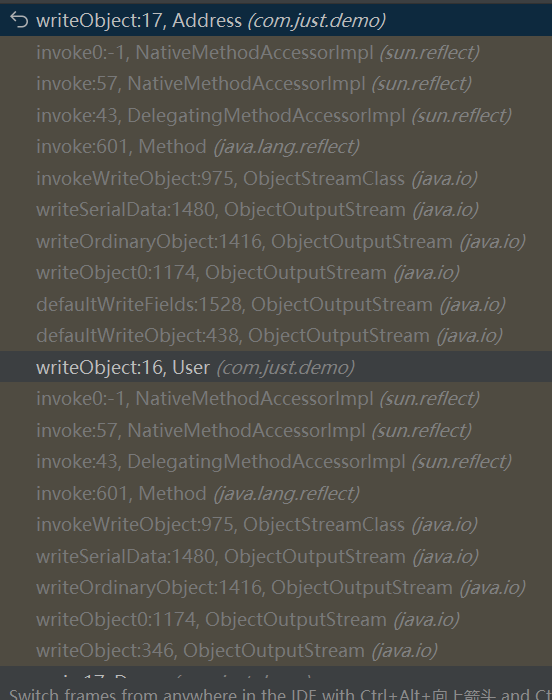 writeObject:17, Address (com.just.demo)
invoke0:-1, NativeMethodAccessorImpl (sun.reflect)
invoke:57, NativeMethodAccessorImpl (sun.reflect)
invoke:43, DelegatingMethodAccessorImpl (sun.reflect)
invoke:601, Method (java.lang.reflect)
invokeWriteObject:975, ObjectStreamClass (java.io)
writeSerialData:1480, ObjectOutputStream (java.io)
writeOrdinaryObject:1416, ObjectOutputStream (java.io)
writeObject0:1174, ObjectOutputStream (java.io)
defaultWriteFields:1528, ObjectOutputStream (java.io)
defaultWriteObject:438, ObjectOutputStream (java.io)
writeObject:16, User (com.just.demo)
invoke0:-1, NativeMethodAccessorImpl (sun.reflect)
invoke:57, NativeMethodAccessorImpl (sun.reflect)
invoke:43, DelegatingMethodAccessorImpl (sun.reflect)
invoke:601, Method (java.lang.reflect)
invokeWriteObject:975, ObjectStreamClass (java.io)
writeSerialData:1480, ObjectOutputStream (java.io)
writeOrdinaryObject:1416, ObjectOutputStream (java.io)
writeObject0:1174, ObjectOutputStream (java.io)
writeObject:346, ObjectOutputStream (java.io)
Switch frames from anywhere in the IDE with Ctrl+Alt+向上箭头 and Ct